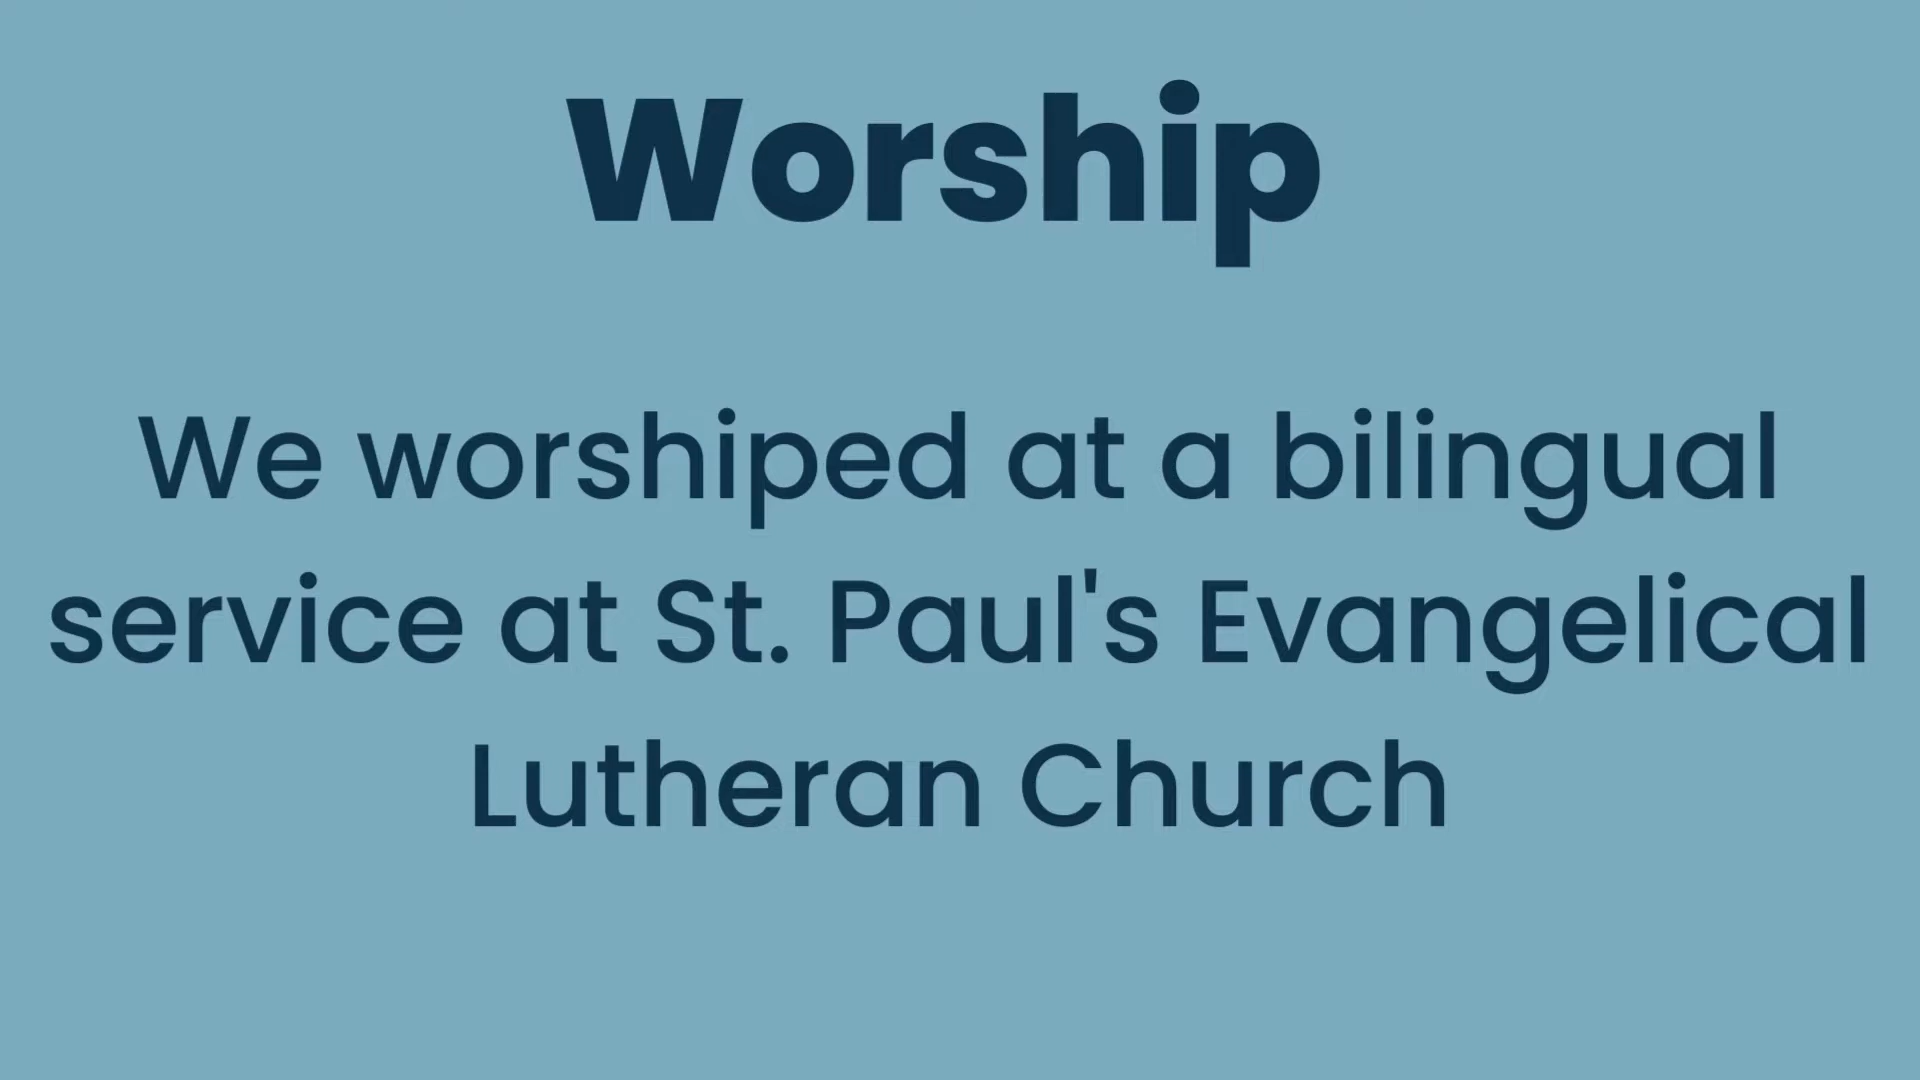 Worship
We worshiped at a bilingual
service at St. Paul's Evangelical
Lutheran Church